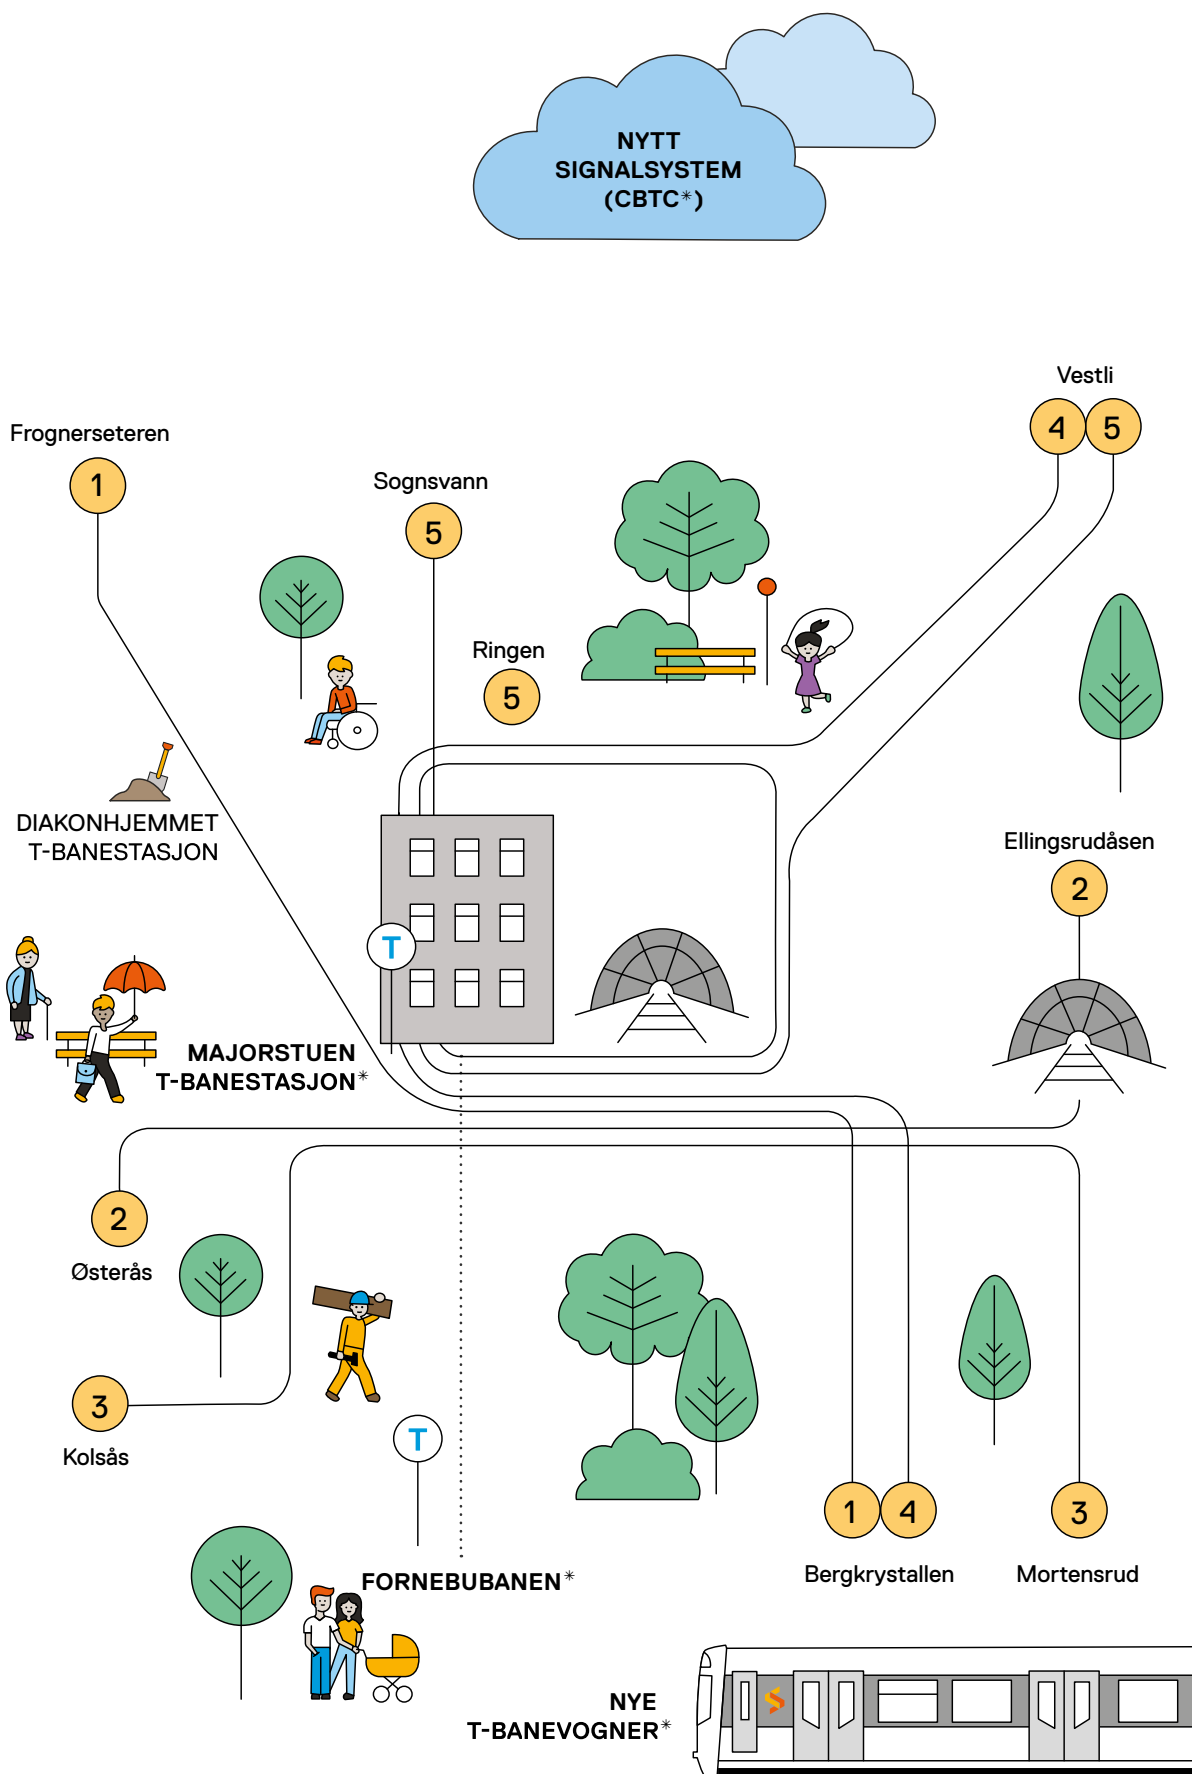 NYTT
SIGNALSYSTEM
(CBTC*)
Vestli
4 5
Frognerseteren
1
Sognsvann
5
Ringen
5
DIAKONHJEMMET
T-BANESTASJON
Ellingsrudåsen
2
T
MAJORSTUEN
T-BANESTASJON*
2
Østerås
3
Kolsås
T
1 4
Bergkrystallen
3
Mortensrud
FORNEBUBANEN*
NYE
T-BANEVOGNER*